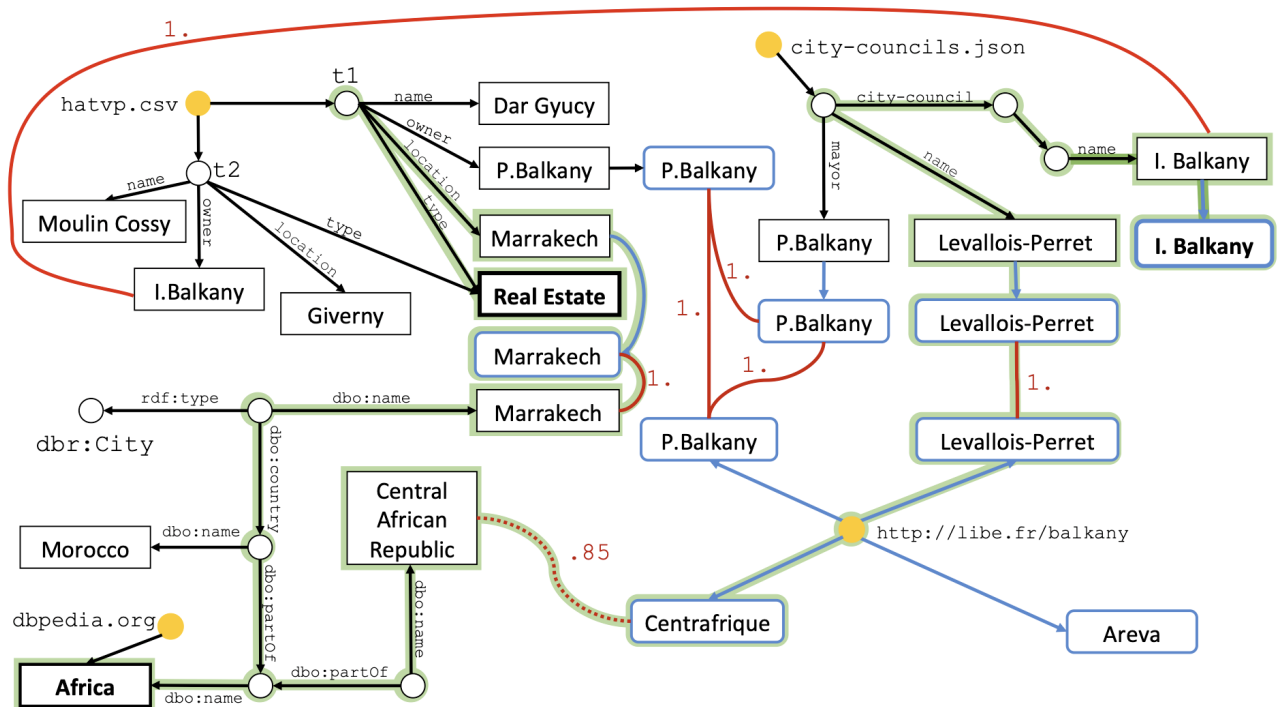 1.
city-councils.json
hatvp.csv
t1
name
Dar Gyucy
city-council
owner
location
type
P.Balkany
P.Balkany
mayor
name
name
I. Balkany
t2
name
Moulin Cossy
owner
location
type
Marrakech
P.Balkany
Levallois-Perret
I. Balkany
1.
I.Balkany
Giverny
Real Estate
1.
P.Balkany
Levallois-Perret
Marrakech
1.
1.
1.
rdf:type
dbo:name
Marrakech
dbr:City
dbo:country
P.Balkany
Levallois-Perret
Central
African
Republic
dbo:name
Morocco
.85
http://libe.fr/balkany
dbo:partOf
dbo:name
dbpedia.org
Centrafrique
Areva
dbo:partOf
Africa
dbo:name